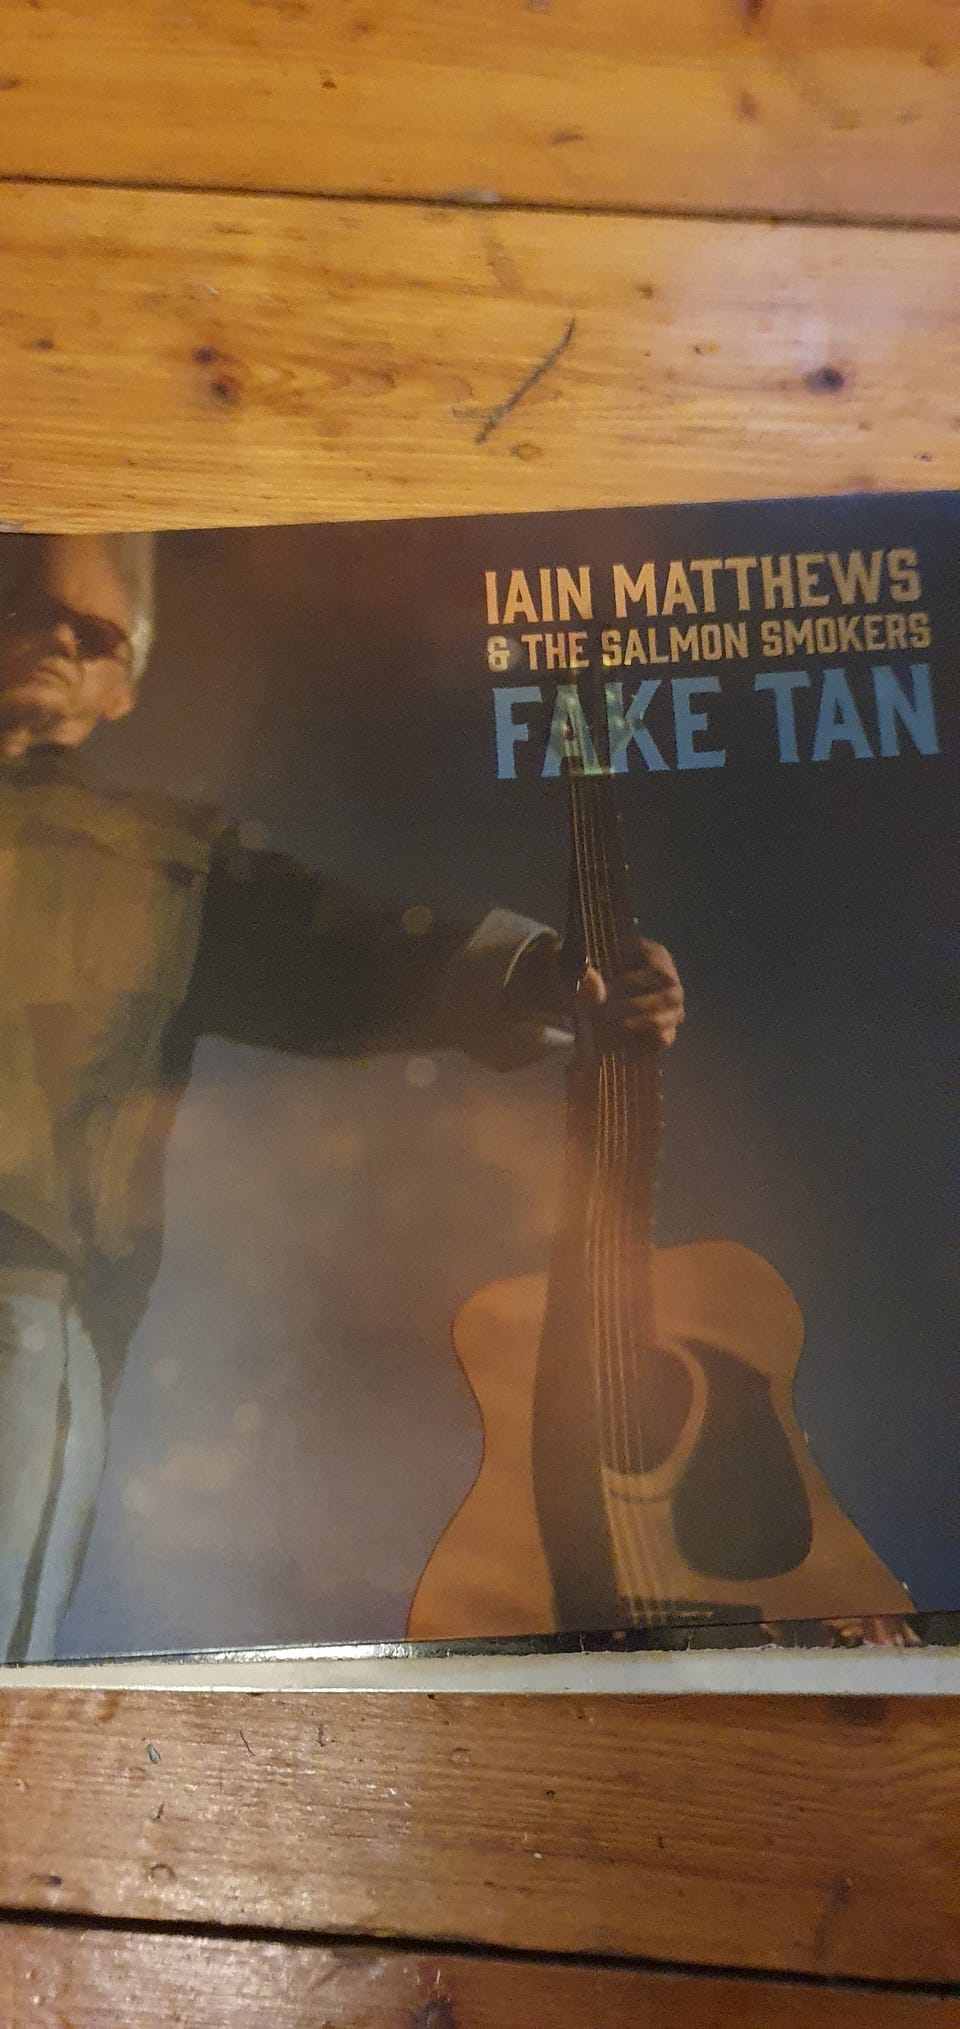 IAIN MATTHEWS
& THE SALMON SMOKERS
FAKE TAN